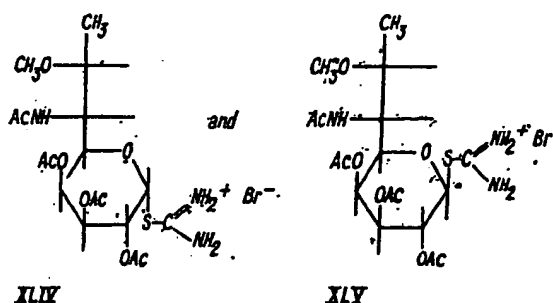 CH3 CH3
CH3O CH3O
AcNH and AcNH
AcO O AcO O S—C NH2+ Br
OAc NH2+ Br- OAc NH2
S—C NH2
OAc OAc
XLIV XLV